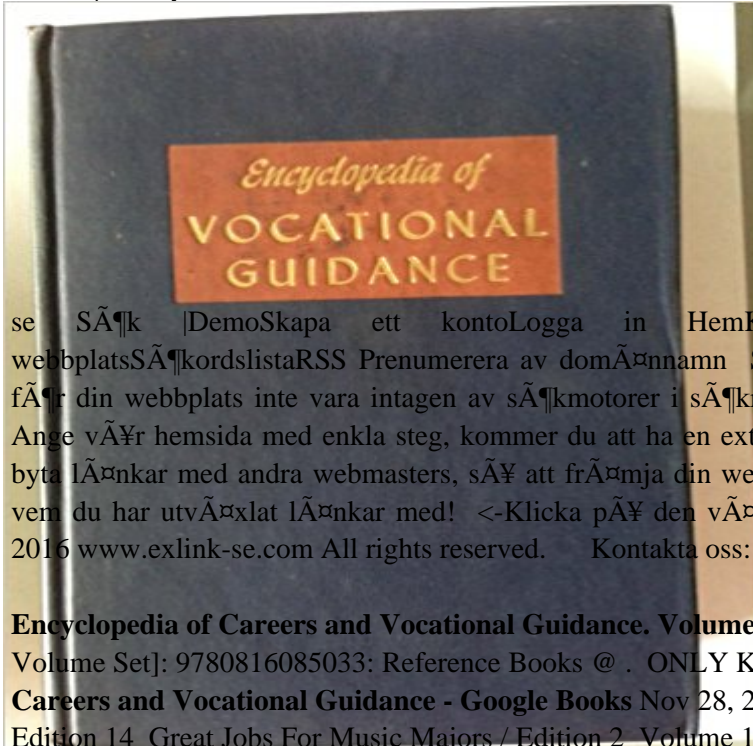 Encyclopedia of
VOCATIONAL
GUIDANCE
se SÃ¶k |DemoSkapa ett kontoLogga in Hem
webbplatsSÃ¶kordslistaRSS Prenumerera av domÃ¤nnamn
fÃ¶r din webbplats inte vara intagen av sÃ¶kmotorer i
Ange vÃ¥r hemsida med enkla steg, kommer du att ha en
byta lÃ¤nkar med andra webmasters, sÃ¥ att frÃ¤mja din
vem du har utvÃ¤xlat lÃ¤nkar med! <-Klicka pÃ¥ den
2016 www.exlink-se.com All rights reserved. Kontakta oss:
Encyclopedia of Careers and Vocational Guidance. Volume
Volume Set]: 9780816085033: Reference Books @ . ONLY
Careers and Vocational Guidance - Google Books Nov 28,
Edition 14 Great Jobs For Music Majors / Edition 2 Volume